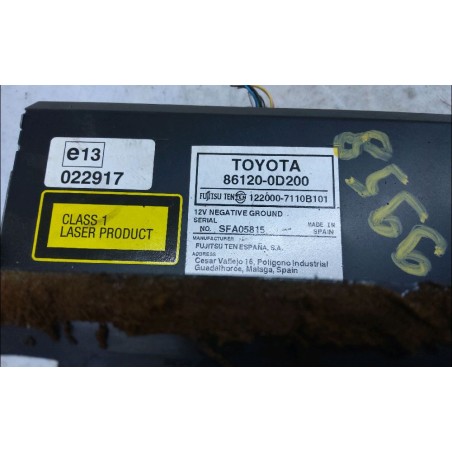 e13
022917
CLASS 1
LASER PRODUCT
TOYOTA
86120-0D200
FUJITSU TEN 122000-7110B101
12V NEGATIVE GROUND
SERIAL
NO. SFA05815
MADE IN
SPAIN
MANUFACTURER
FUJITSU TEN ESPAÑA, S.A.
ADDRESS
Cesar Vallejo 16, Poligono Industrial
Guadalhorce, Malaga, Spain